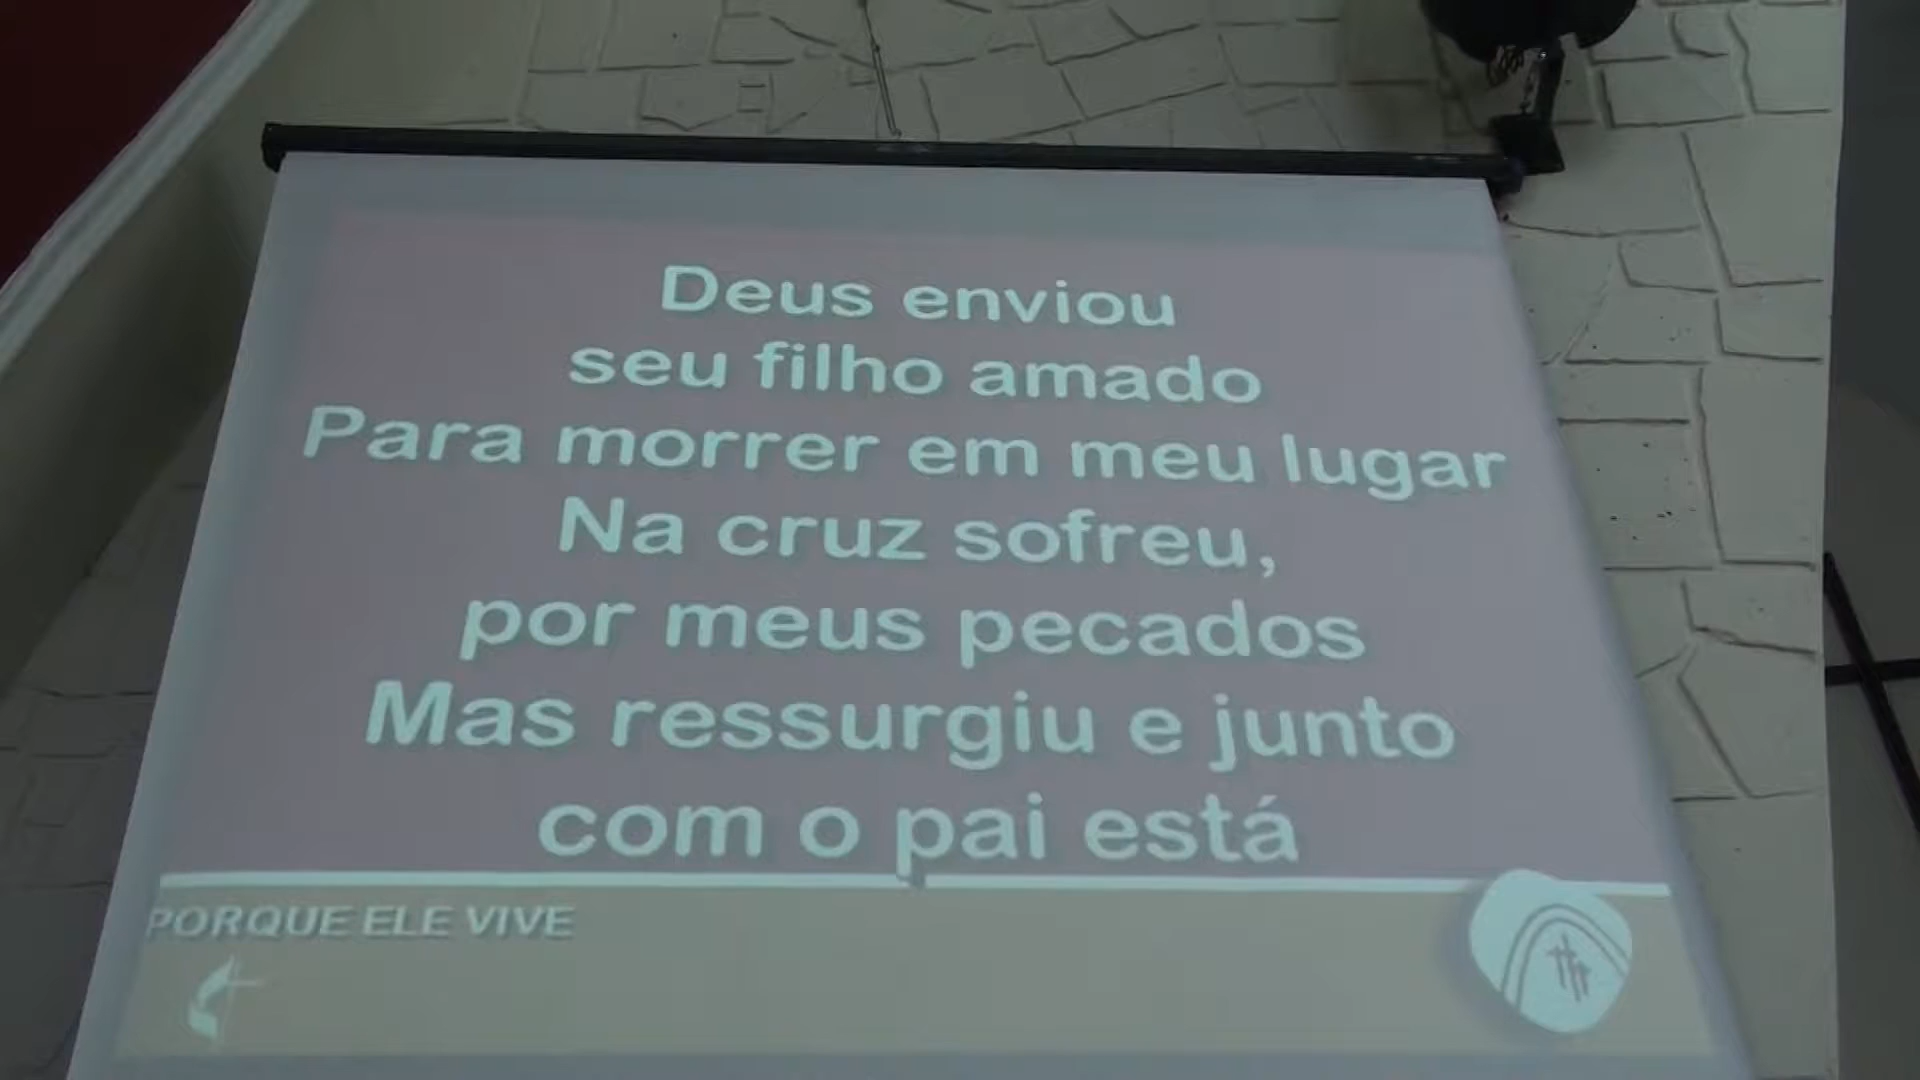 Deus enviou
seu filho amado
Para morrer em meu lugar
Na cruz sofreu,
por meus pecados
Mas ressurgiu e junto
com o pai está
PORQUE ELE VIVE